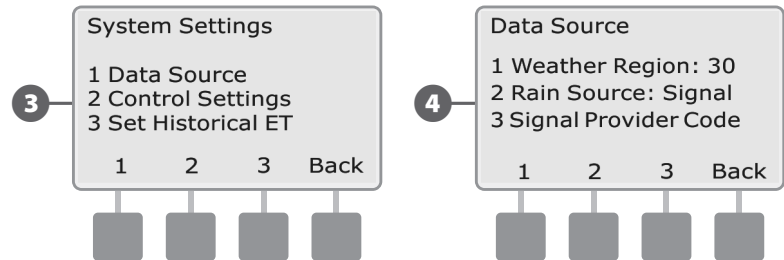 3
System Settings
1 Data Source
2 Control Settings
3 Set Historical ET
1 2 3 Back
4
Data Source
1 Weather Region: 30
2 Rain Source: Signal
3 Signal Provider Code
1 2 3 Back